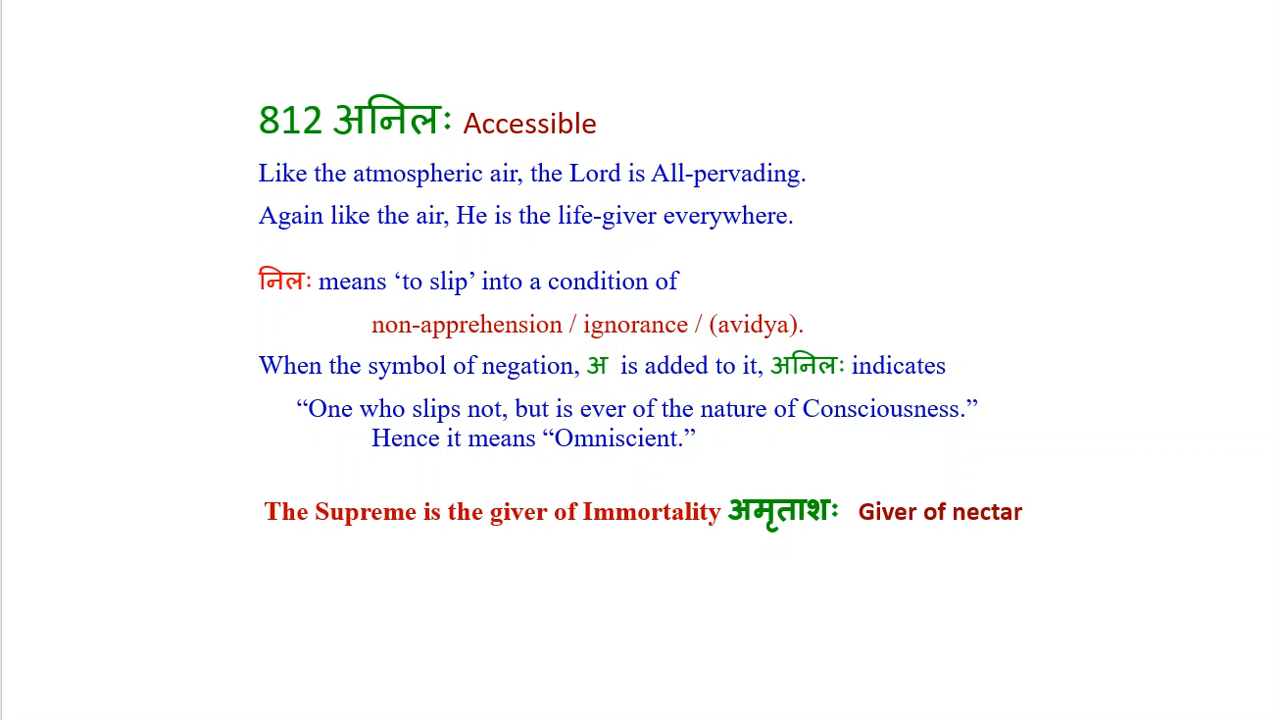 812 अनिलः Accessible
Like the atmospheric air, the Lord is All-pervading.
Again like the air, He is the life-giver everywhere.
निलः means ‘to slip’ into a condition of
non-apprehension / ignorance / (avidya).
When the symbol of negation, अ is added to it, अनिलः indicates
“One who slips not, but is ever of the nature of Consciousness.”
Hence it means “Omniscient.”
The Supreme is the giver of Immortality अमृताशः Giver of nectar